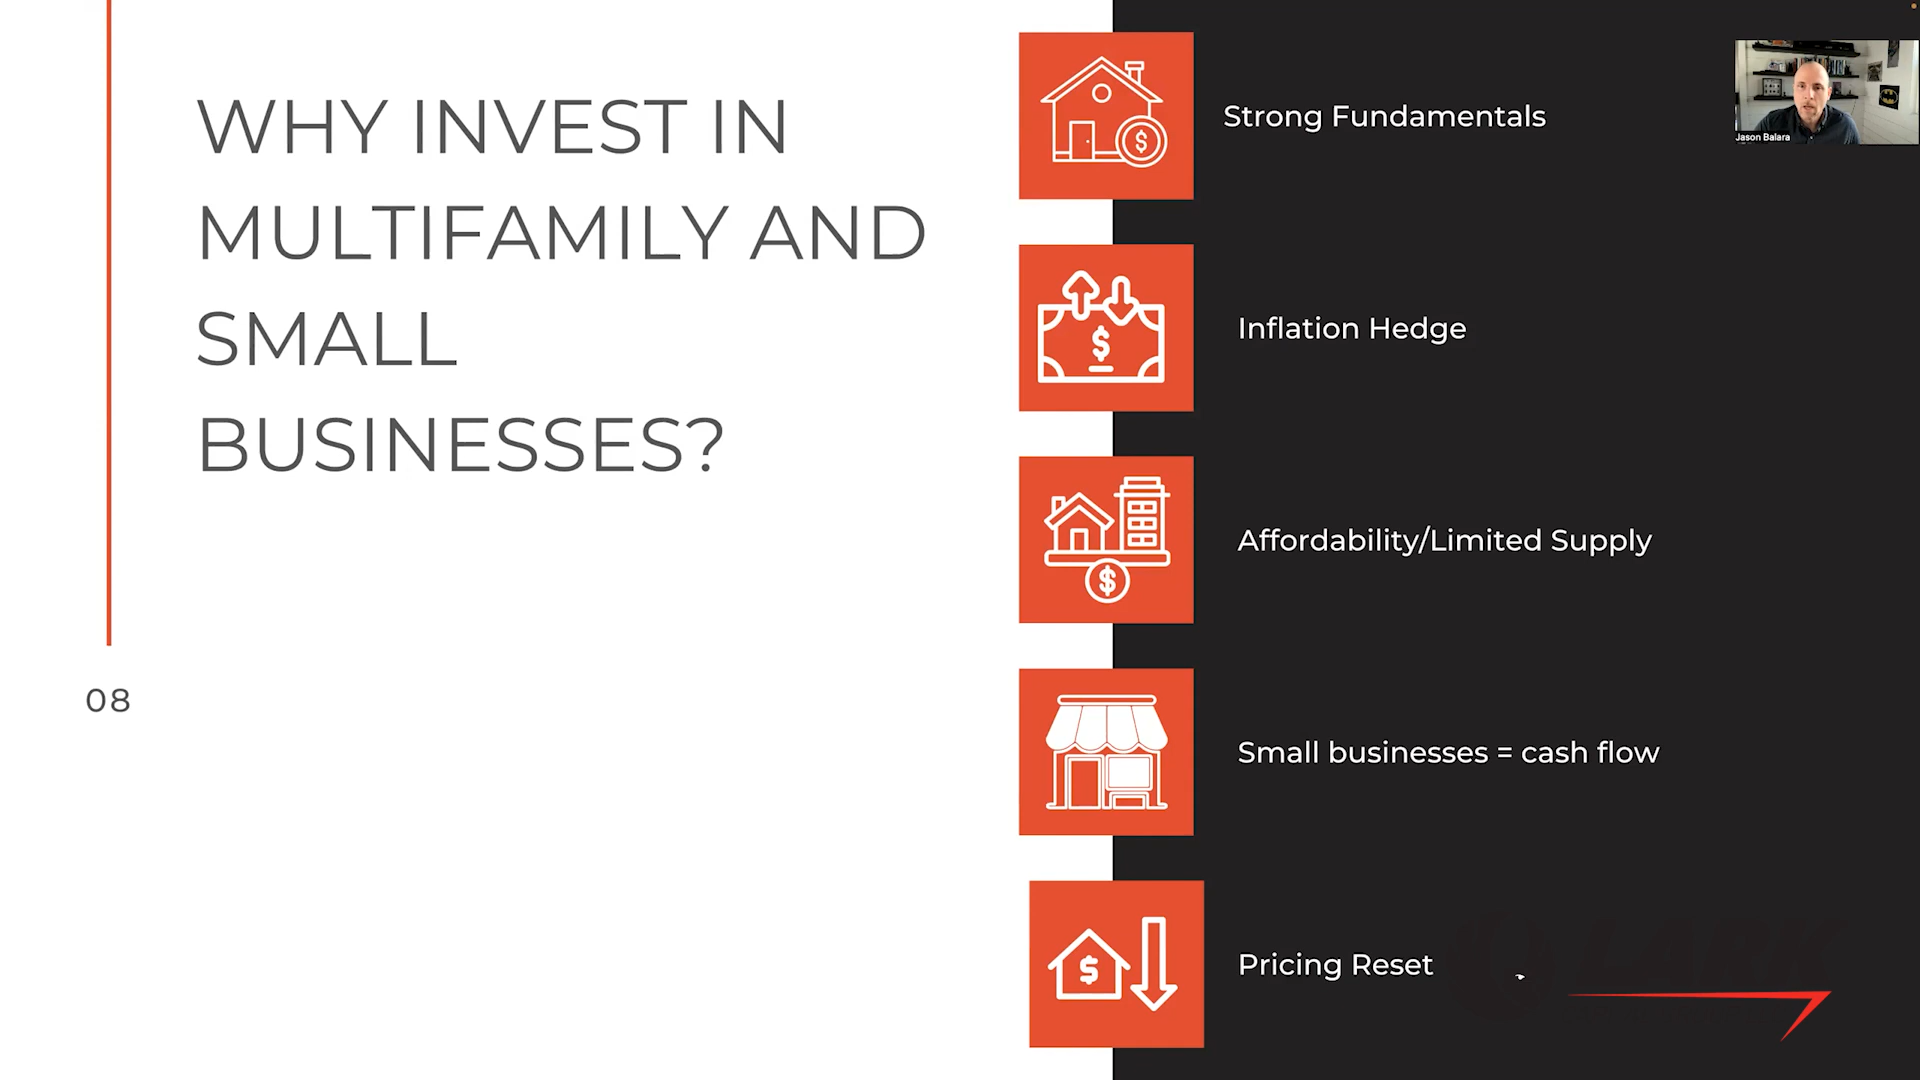 WHY INVEST IN
MULTIFAMILY AND
SMALL
BUSINESSES?
08
Strong Fundamentals
Inflation Hedge
Affordability/Limited Supply
Small businesses = cash flow
Pricing Reset
Jason Balara